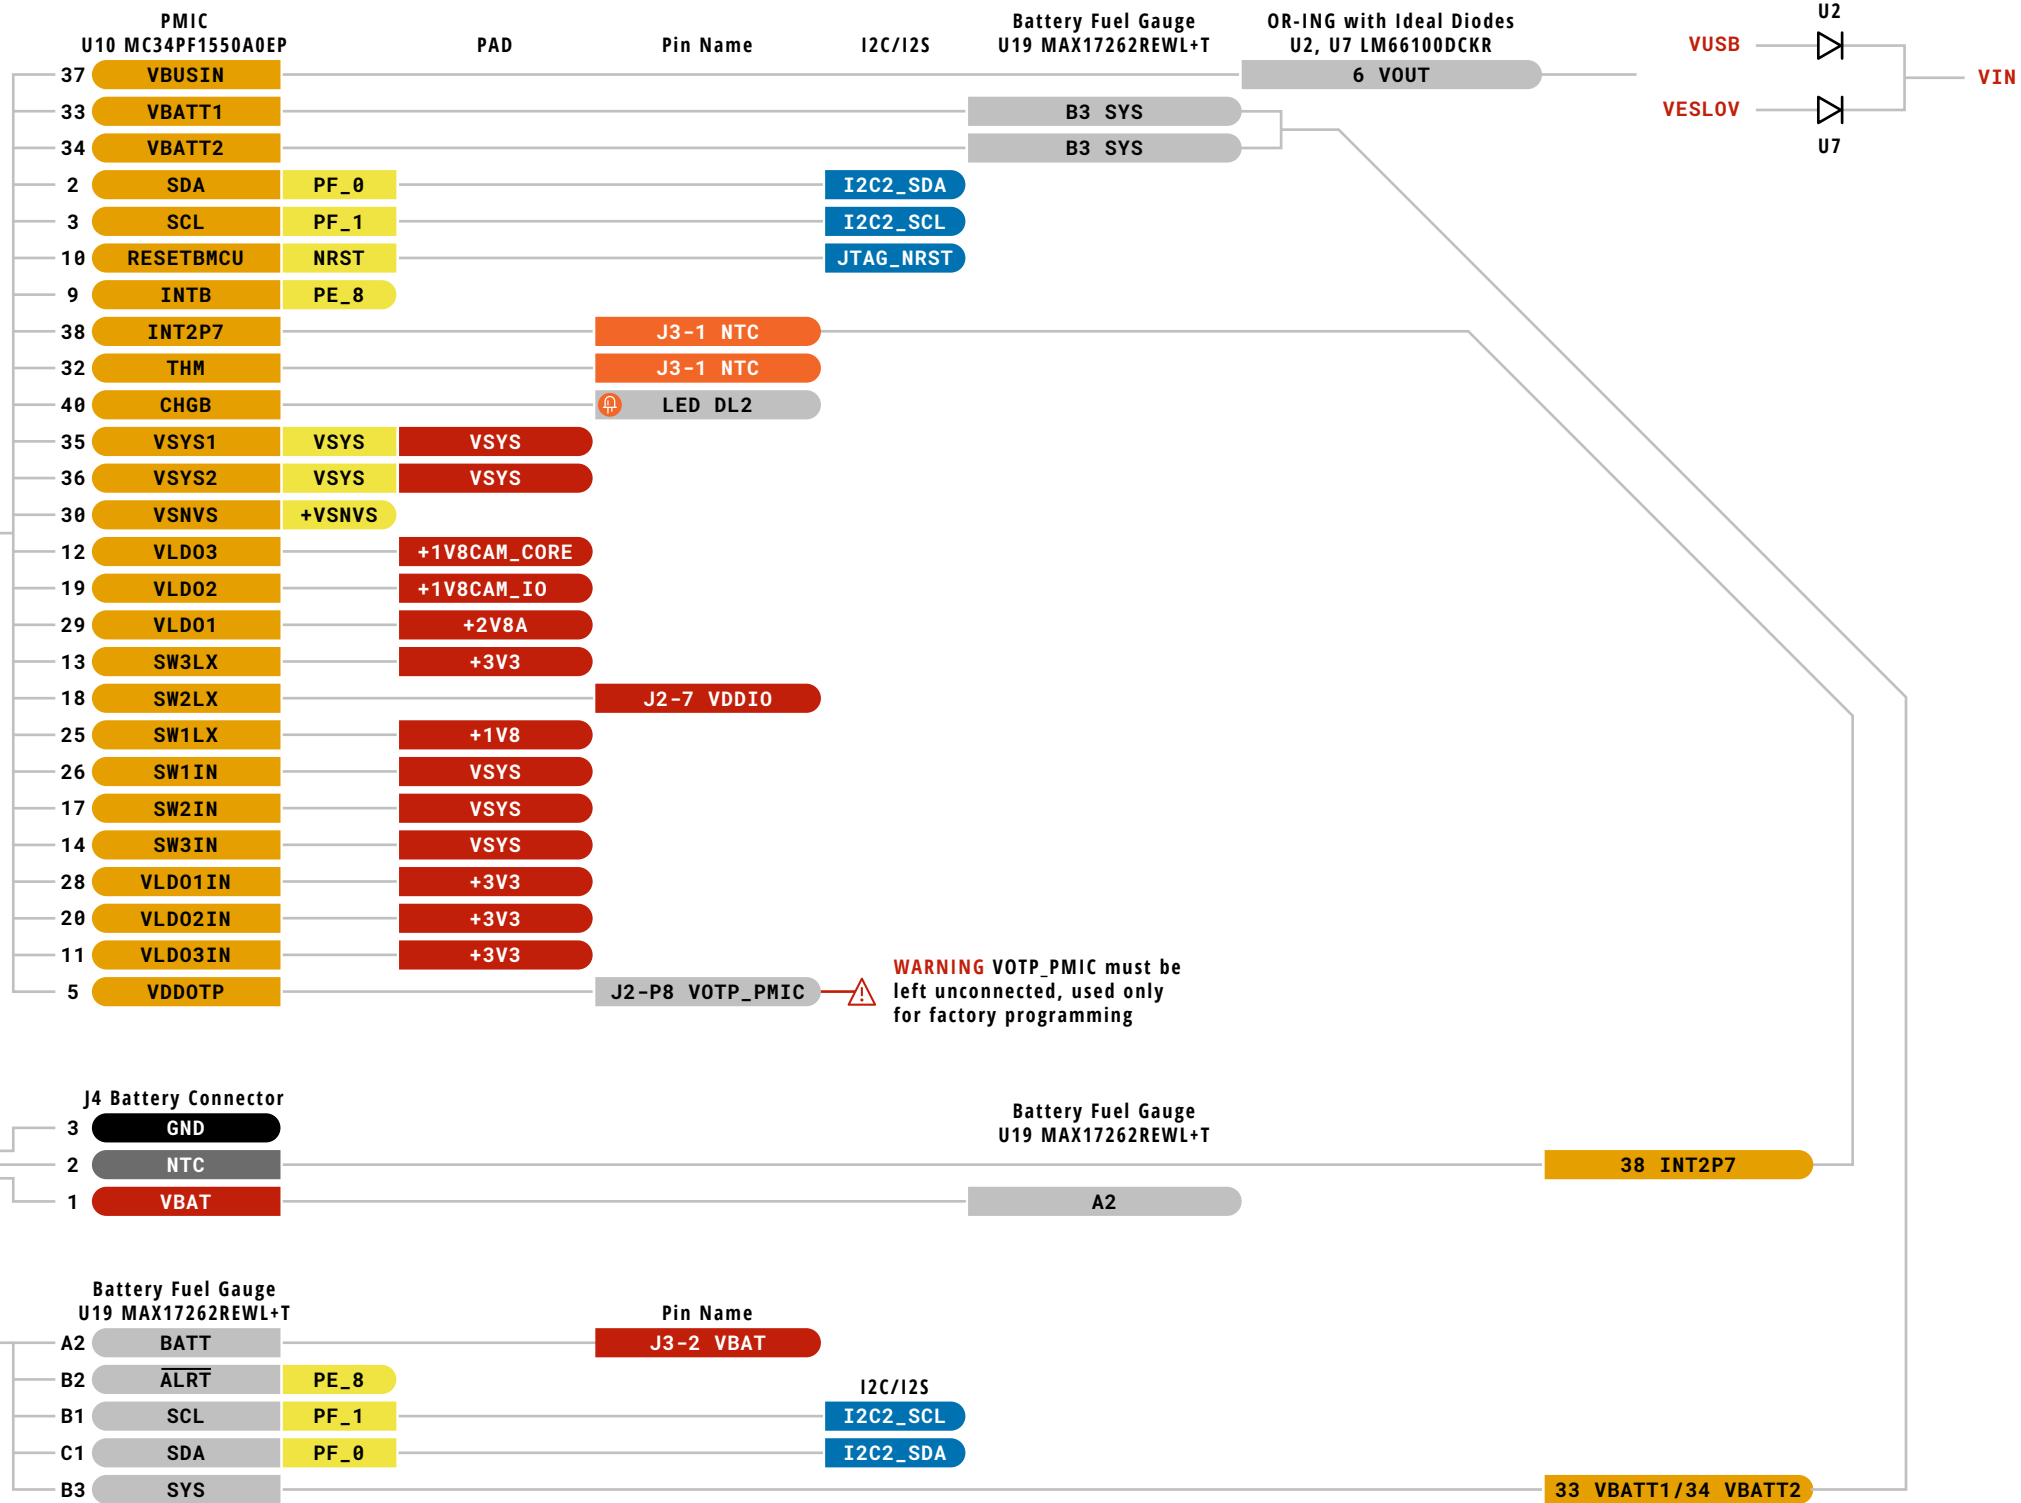 PMIC
U10 MC34PF1550A0EP
PAD
Pin Name
I2C/I2S
Battery Fuel Gauge
U19 MAX17262REWL+T
OR-ING with Ideal Diodes
U2, U7 LM66100DCKR
U2
VUSB
VIN
VESLOV
U7
37 VBUSIN 6 VOUT
33 VBATT1 B3 SYS
34 VBATT2 B3 SYS
2 SDA PF_0 I2C2_SDA
3 SCL PF_1 I2C2_SCL
10 RESETBMCU NRST JTAG_NRST
9 INTB PE_8
38 INT2P7 J3-1 NTC
32 THM J3-1 NTC
40 CHGB LED DL2
35 VSYS1 VSYS VSYS
36 VSYS2 VSYS VSYS
30 VSNVS +VSNVS
12 VLDO3 +1V8CAM_CORE
19 VLDO2 +1V8CAM_IO
29 VLDO1 +2V8A
13 SW3LX +3V3
18 SW2LX J2-7 VDDIO
25 SW1LX +1V8
26 SW1IN VSYS
17 SW2IN VSYS
14 SW3IN VSYS
28 VLDO1IN +3V3
20 VLDO2IN +3V3
11 VLDO3IN +3V3
5 VDDOTP J2-P8 VOTP_PMIC
WARNING VOTP_PMIC must be
left unconnected, used only
for factory programming
J4 Battery Connector
Battery Fuel Gauge
U19 MAX17262REWL+T
3 GND
2 NTC 38 INT2P7
1 VBAT A2
Battery Fuel Gauge
U19 MAX17262REWL+T
Pin Name
A2 BATT J3-2 VBAT
B2 ALRT PE_8
I2C/I2S
B1 SCL PF_1 I2C2_SCL
C1 SDA PF_0 I2C2_SDA
B3 SYS 33 VBATT1/34 VBATT2